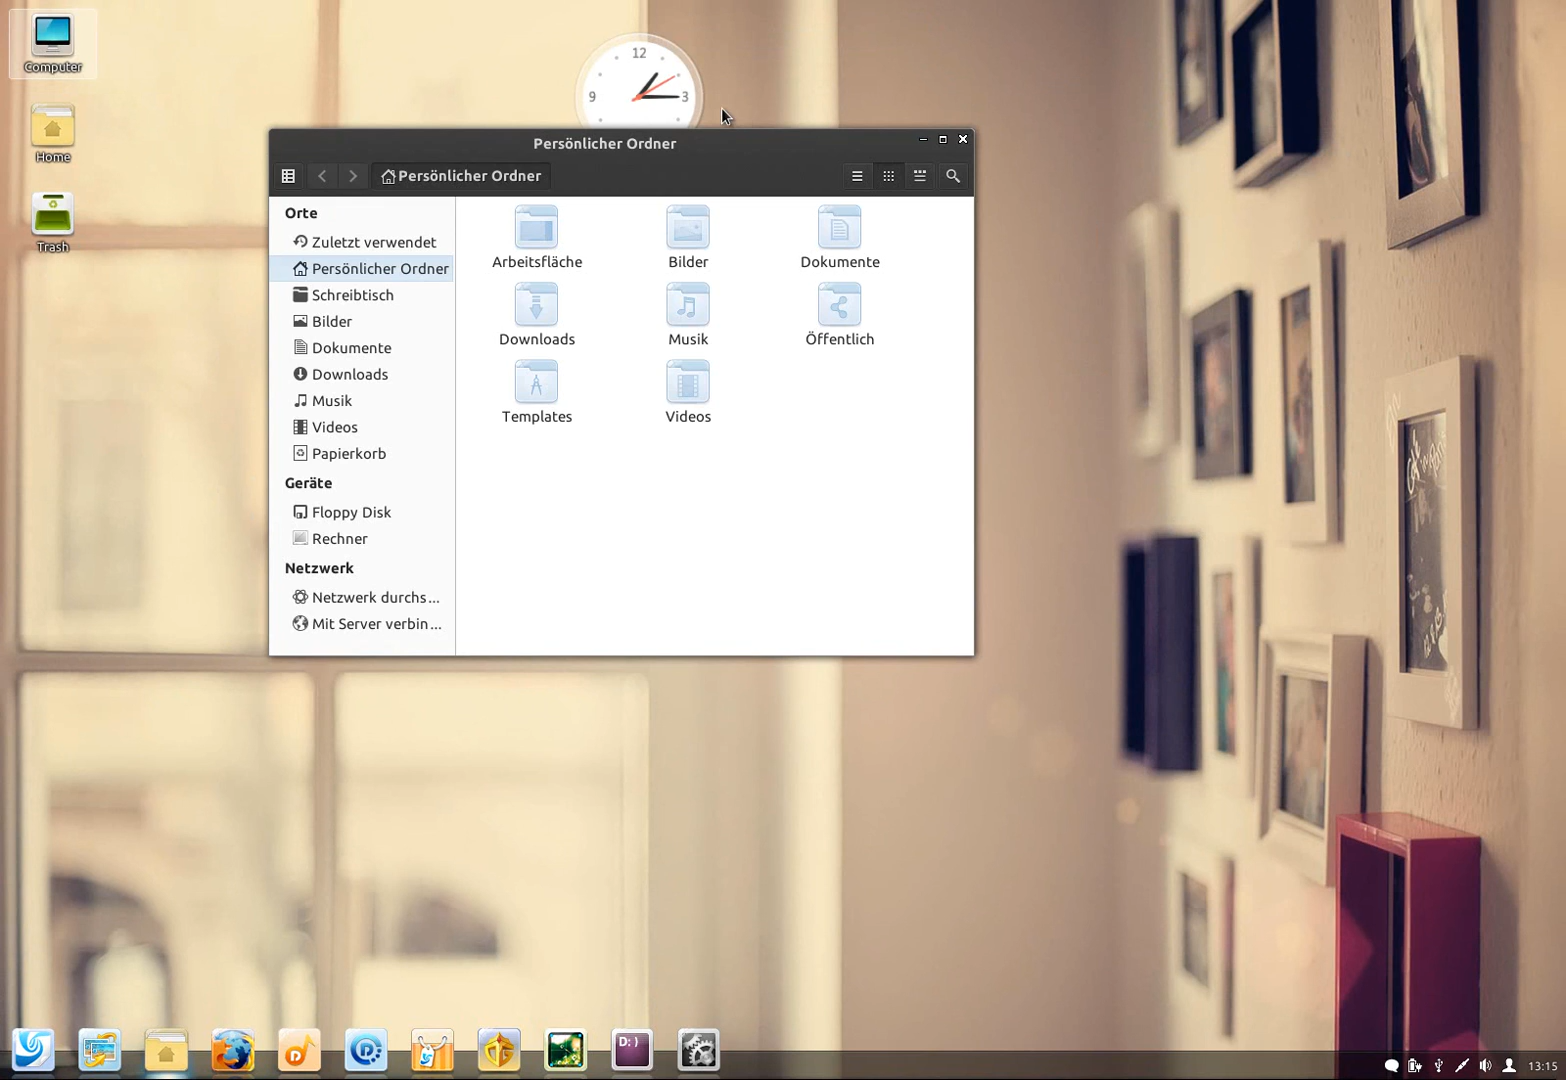 Computer
Home
Trash
12
9
3
Persönlicher Ordner
Persönlicher Ordner
Orte
Zuletzt verwendet
Persönlicher Ordner
Schreibtisch
Bilder
Dokumente
Downloads
Musik
Videos
Papierkorb
Geräte
Floppy Disk
Rechner
Netzwerk
Netzwerk durchs...
Mit Server verbin...
Arbeitsfläche
Bilder
Dokumente
Downloads
Musik
Öffentlich
Templates
Videos
D: )
13:15